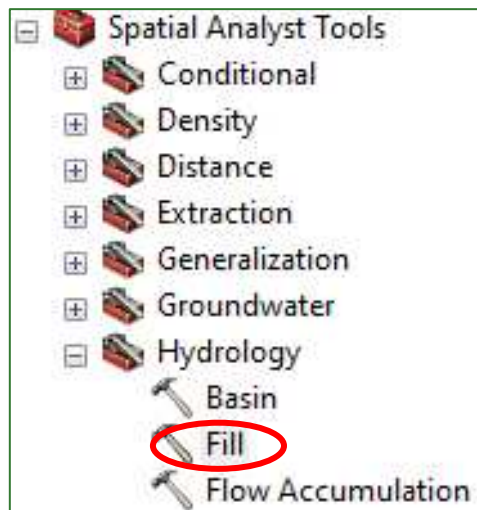 Spatial Analyst Tools
Conditional
Density
Distance
Extraction
Generalization
Groundwater
Hydrology
Basin
Fill
Flow Accumulation